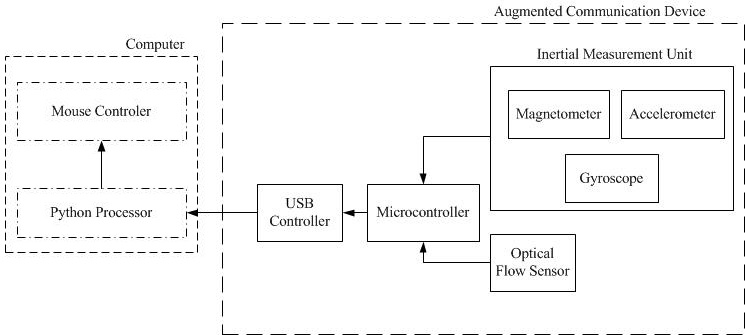 Augmented Communication Device
Computer
Inertial Measurement Unit
Mouse Controler
Magnetometer
Accelerometer
Gyroscope
Python Processor
USB
Controller
Microcontroller
Optical
Flow Sensor